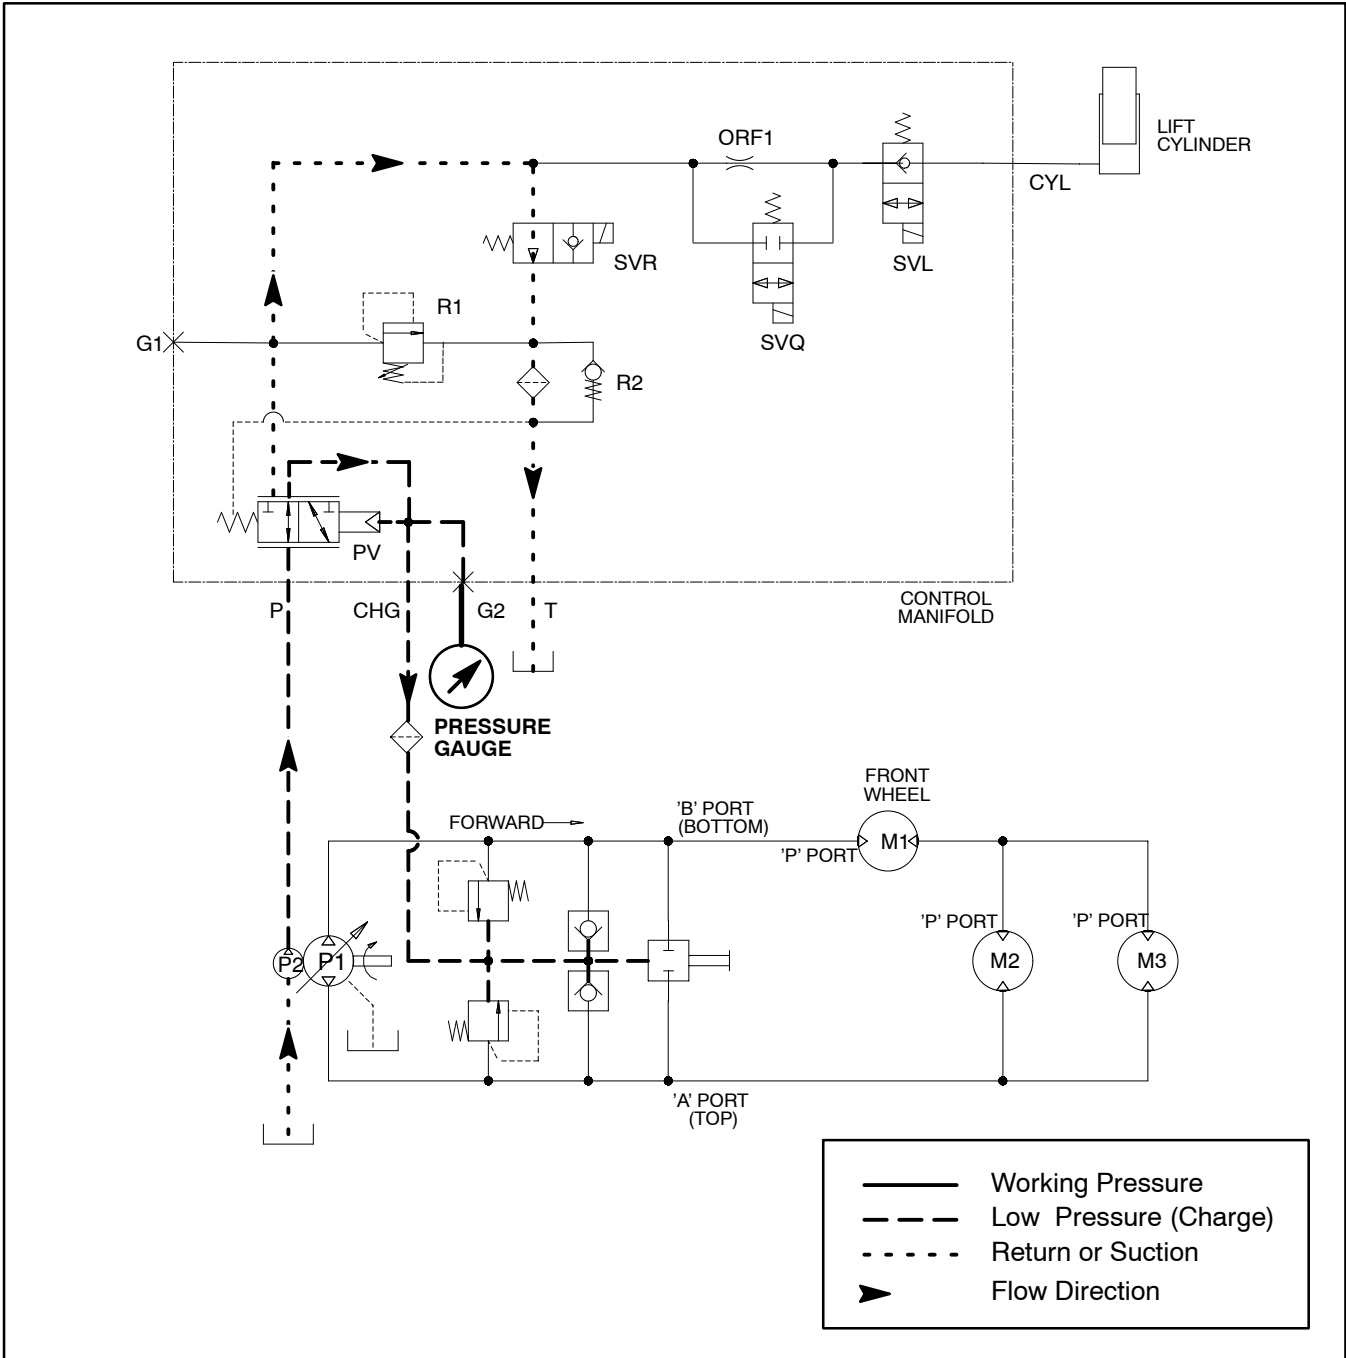 ORF1
LIFT
CYLINDER
CYL
SVR
SVL
R1
G1
SVQ
R2
PV
CONTROL
MANIFOLD
P
CHG
G2
T
PRESSURE
GAUGE
FRONT
WHEEL
FORWARD
'B' PORT
(BOTTOM)
'P' PORT
M1
'P' PORT
'P' PORT
P2
P1
M2
M3
'A' PORT
(TOP)
Working Pressure
Low Pressure (Charge)
Return or Suction
Flow Direction